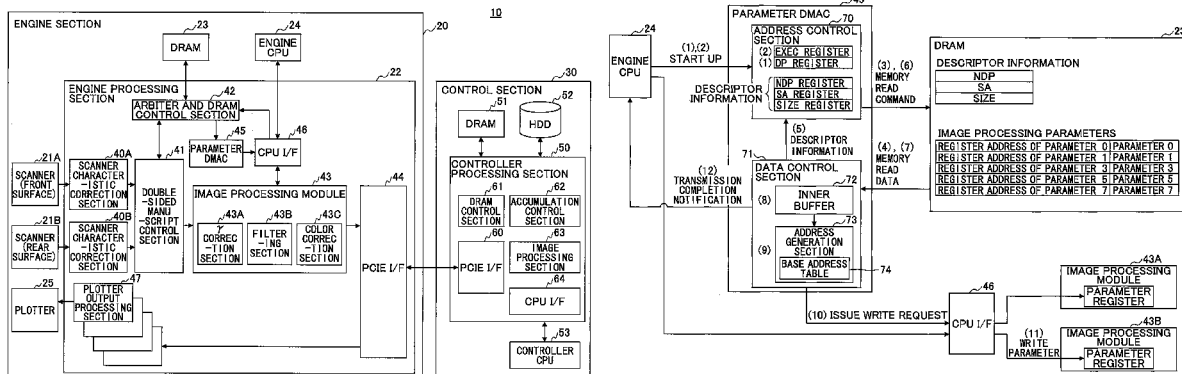 10
ENGINE SECTION
20
23
DRAM
24
ENGINE
CPU
22
ENGINE PROCESSING
SECTION
42
ARBITER AND DRAM
CONTROL SECTION
45
PARAMETER
DMAC
46
CPU I/F
21A
SCANNER
(FRONT
SURFACE)
40A
SCANNER
CHARACTER
-ISTIC
CORRECTION
SECTION
41
DOUBLE
-SIDED
MANU
-SCRIPT
CONTROL
SECTION
21B
SCANNER
(REAR
SURFACE)
40B
SCANNER
CHARACTER
-ISTIC
CORRECTION
SECTION
IMAGE PROCESSING MODULE
43
43A
γ
CORREC
-TION
SECTION
43B
FILTER
-ING
SECTION
43C
COLOR
CORREC
-TION
SECTION
44
PCIE I/F
25
PLOTTER
47
PLOTTER
OUTPUT
PROCESSING
SECTION
30
CONTROL SECTION
51
DRAM
52
HDD
50
CONTROLLER
PROCESSING SECTION
61
DRAM
CONTROL
SECTION
62
ACCUMULATION
CONTROL
SECTION
60
PCIE I/F
63
IMAGE
PROCESSING
SECTION
64
CPU I/F
53
CONTROLLER
CPU
24
ENGINE
CPU
(1),(2)
START UP
PARAMETER DMAC
45
70
ADDRESS CONTROL
SECTION
(2) EXEC REGISTER
(1) DP REGISTER
DESCRIPTOR
INFORMATION
NDP REGISTER
SA REGISTER
SIZE REGISTER
(5)
DESCRIPTOR
INFORMATION
71
DATA CONTROL
SECTION
72
(8)
INNER
BUFFER
73
(9)
ADDRESS
GENERATION
SECTION
BASE ADDRESS
TABLE
74
(12)
TRANSMISSION
COMPLETION
NOTIFICATION
(3), (6)
MEMORY
READ
COMMAND
(4), (7)
MEMORY
READ
DATA
23
DRAM
DESCRIPTOR INFORMATION
NDP
SA
SIZE
IMAGE PROCESSING PARAMETERS
REGISTER ADDRESS OF PARAMETER 0 PARAMETER 0
REGISTER ADDRESS OF PARAMETER 1 PARAMETER 1
REGISTER ADDRESS OF PARAMETER 3 PARAMETER 3
REGISTER ADDRESS OF PARAMETER 5 PARAMETER 5
REGISTER ADDRESS OF PARAMETER 7 PARAMETER 7
(10) ISSUE WRITE REQUEST
46
CPU I/F
(11)
WRITE
PARAMETER
43A
IMAGE PROCESSING
MODULE
PARAMETER
REGISTER
43B
IMAGE PROCESSING
MODULE
PARAMETER
REGISTER